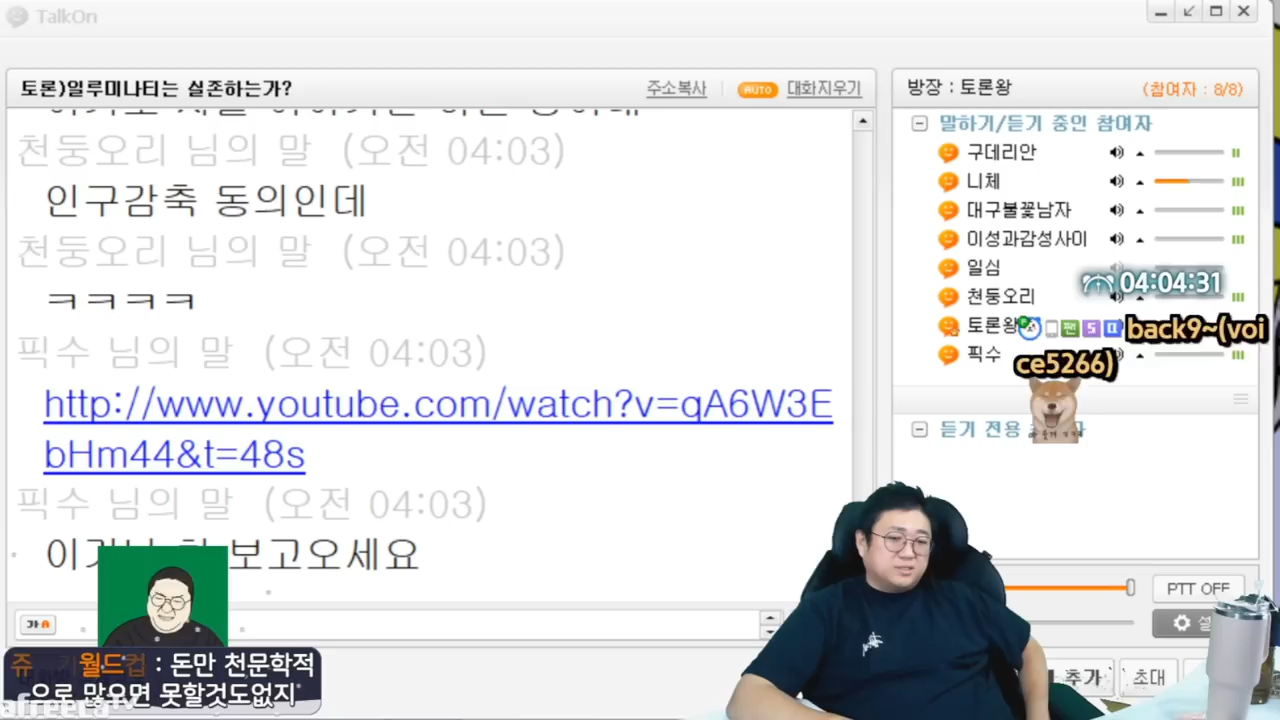 TalkOn
토론)일루미나티는 실존하는가?
주소복사
AUTO 대화지우기
천둥오리 님의 말 (오전 04:03)
인구감축 동의인데
천둥오리 님의 말 (오전 04:03)
ㅋㅋㅋㅋ
픽수 님의 말 (오전 04:03)
http://www.youtube.com/watch?v=qA6W3E
bHm44&t=48s
픽수 님의 말 (오전 04:03)
보고오세요
가A
월드컵 : 돈만 천문학적
으로 많으면 못할것도없지
afreecaTV
방장 : 토론왕
(참여자 : 8/8)
말하기/듣기 중인 참여자
구데리안
니체
대구불꽃남자
이성과감성사이
일심
04:04:31
천둥오리
토론왕
back9~(voi
ce5266)
픽수
듣기 전용
PTT OFF
추가
초대